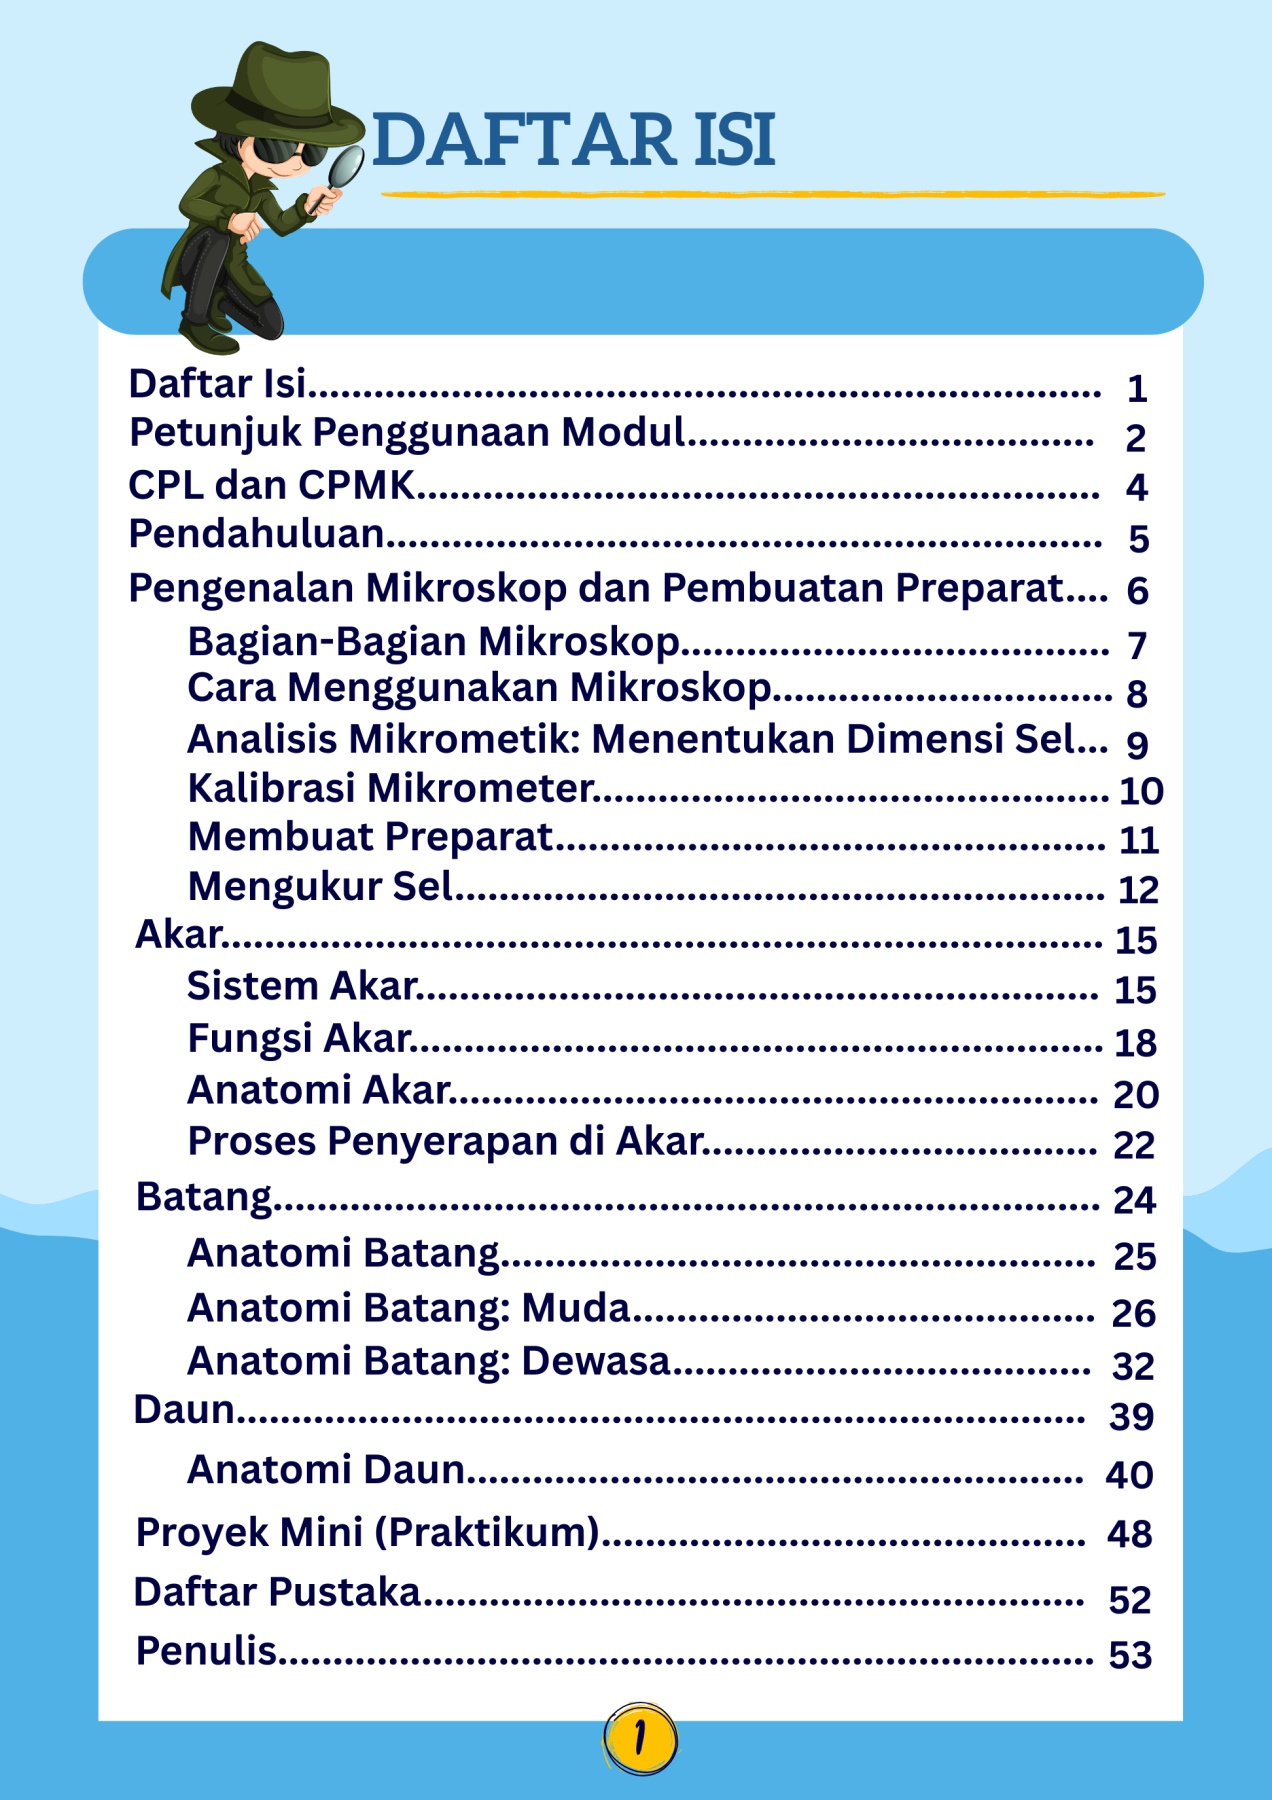 DAFTAR ISI
Daftar Isi........................................................................................ 1
Petunjuk Penggunaan Modul............................................. 2
CPL dan CPMK........................................................................... 4
Pendahuluan.............................................................................. 5
Pengenalan Mikroskop dan Pembuatan Preparat.... 6
Bagian-Bagian Mikroskop............................................... 7
Cara Menggunakan Mikroskop..................................... 8
Analisis Mikrometik: Menentukan Dimensi Sel... 9
Kalibrasi Mikrometer......................................................... 10
Membuat Preparat............................................................ 11
Mengukur Sel....................................................................... 12
Akar................................................................................................ 15
Sistem Akar.......................................................................... 15
Fungsi Akar........................................................................... 18
Anatomi Akar...................................................................... 20
Proses Penyerapan di Akar........................................... 22
Batang.......................................................................................... 24
Anatomi Batang................................................................. 25
Anatomi Batang: Muda................................................... 26
Anatomi Batang: Dewasa.............................................. 32
Daun............................................................................................ 39
Anatomi Daun................................................................... 40
Proyek Mini (Praktikum)..................................................... 48
Daftar Pustaka........................................................................ 52
Penulis......................................................................................... 53
1